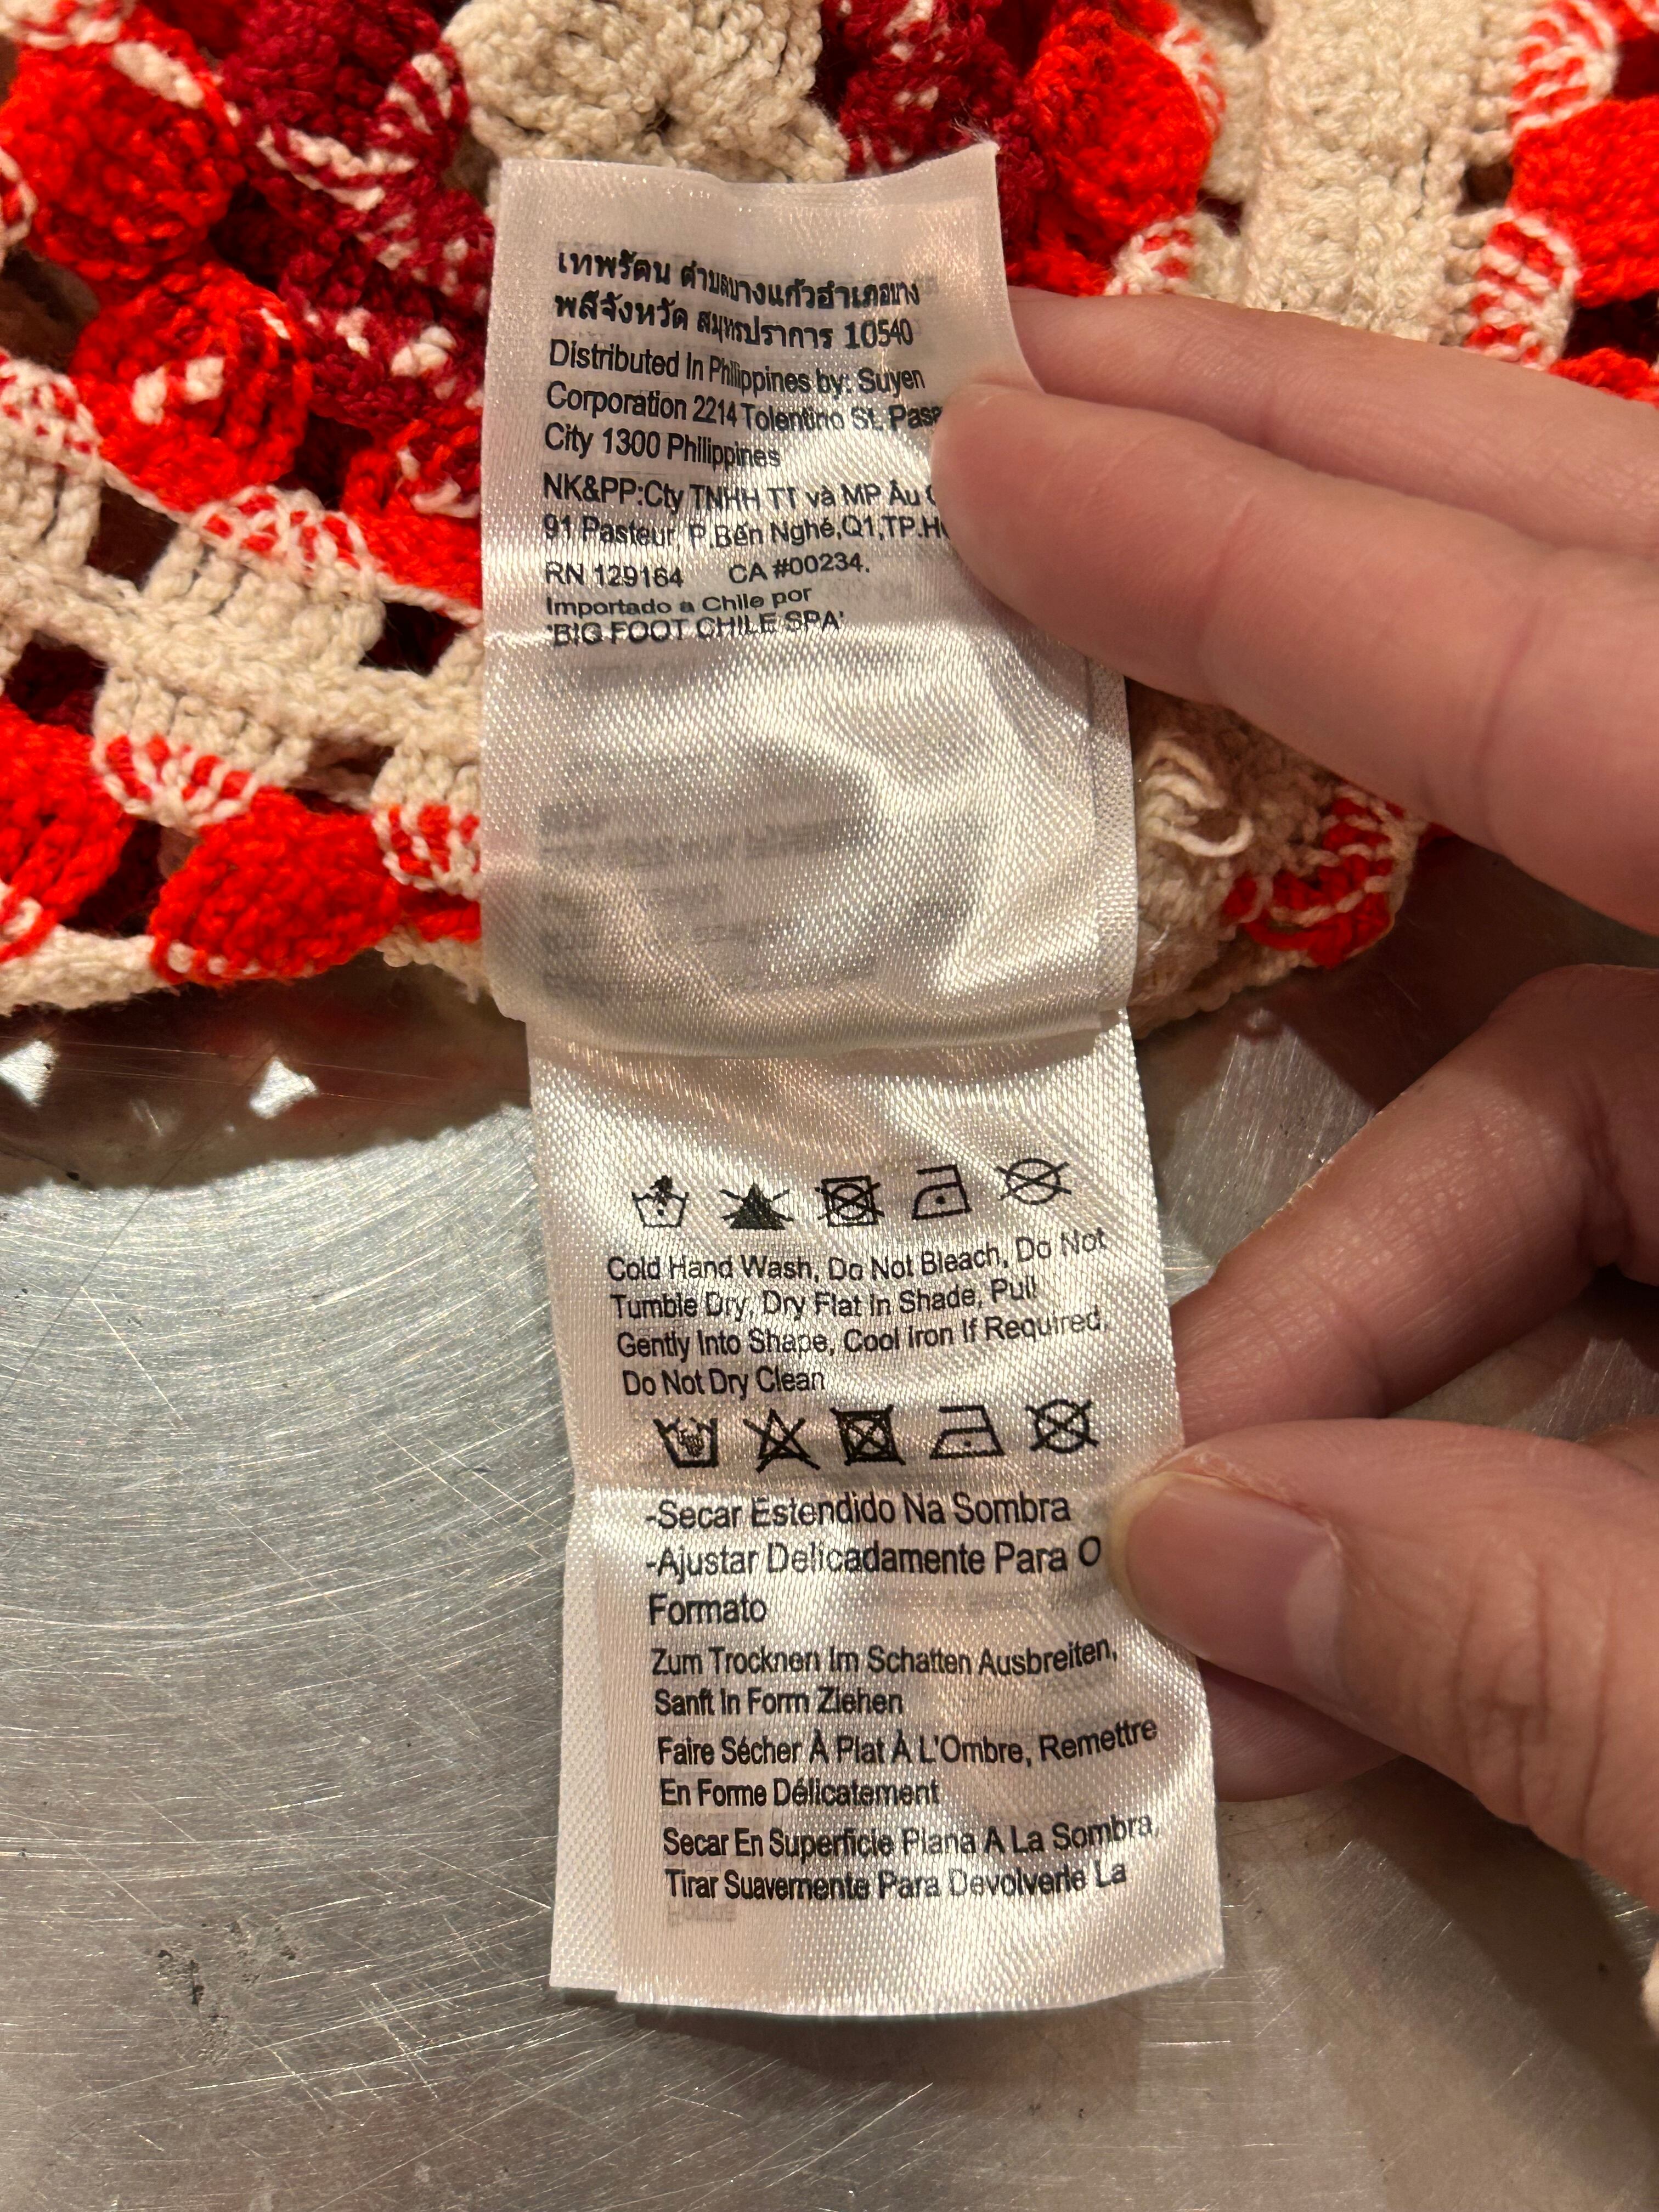 เทพรัตน ตำบลบางแก้วอำเภอบาง
พลีจังหวัด สมุทรปราการ 10540
Distributed In Philippines by: Suyen
Corporation 2214 Tolentino St. Pasa
City 1300 Philippines
NK&PP:Cty TNHH TT và MP Âu
91 Pasteur, P.Bến Nghé,Q1,TP.H
RN 129164 CA #00234.
Importado a Chile por
'BIG FOOT CHILE SPA'
Cold Hand Wash, Do Not Bleach, Do Not
Tumble Dry, Dry Flat in Shade, Pull
Gently Into Shape, Cool Iron If Required,
Do Not Dry Clean
-Secar Estendido Na Sombra
-Ajustar Delicadamente Para O
Formato
Zum Trocknen Im Schatten Ausbreiten,
Sanft In Form Ziehen
Faire Sécher À Plat À L'Ombre, Remettre
En Forme Délicatement
Secar En Superficie Plana A La Sombra,
Tirar Suavemente Para Devolverle La